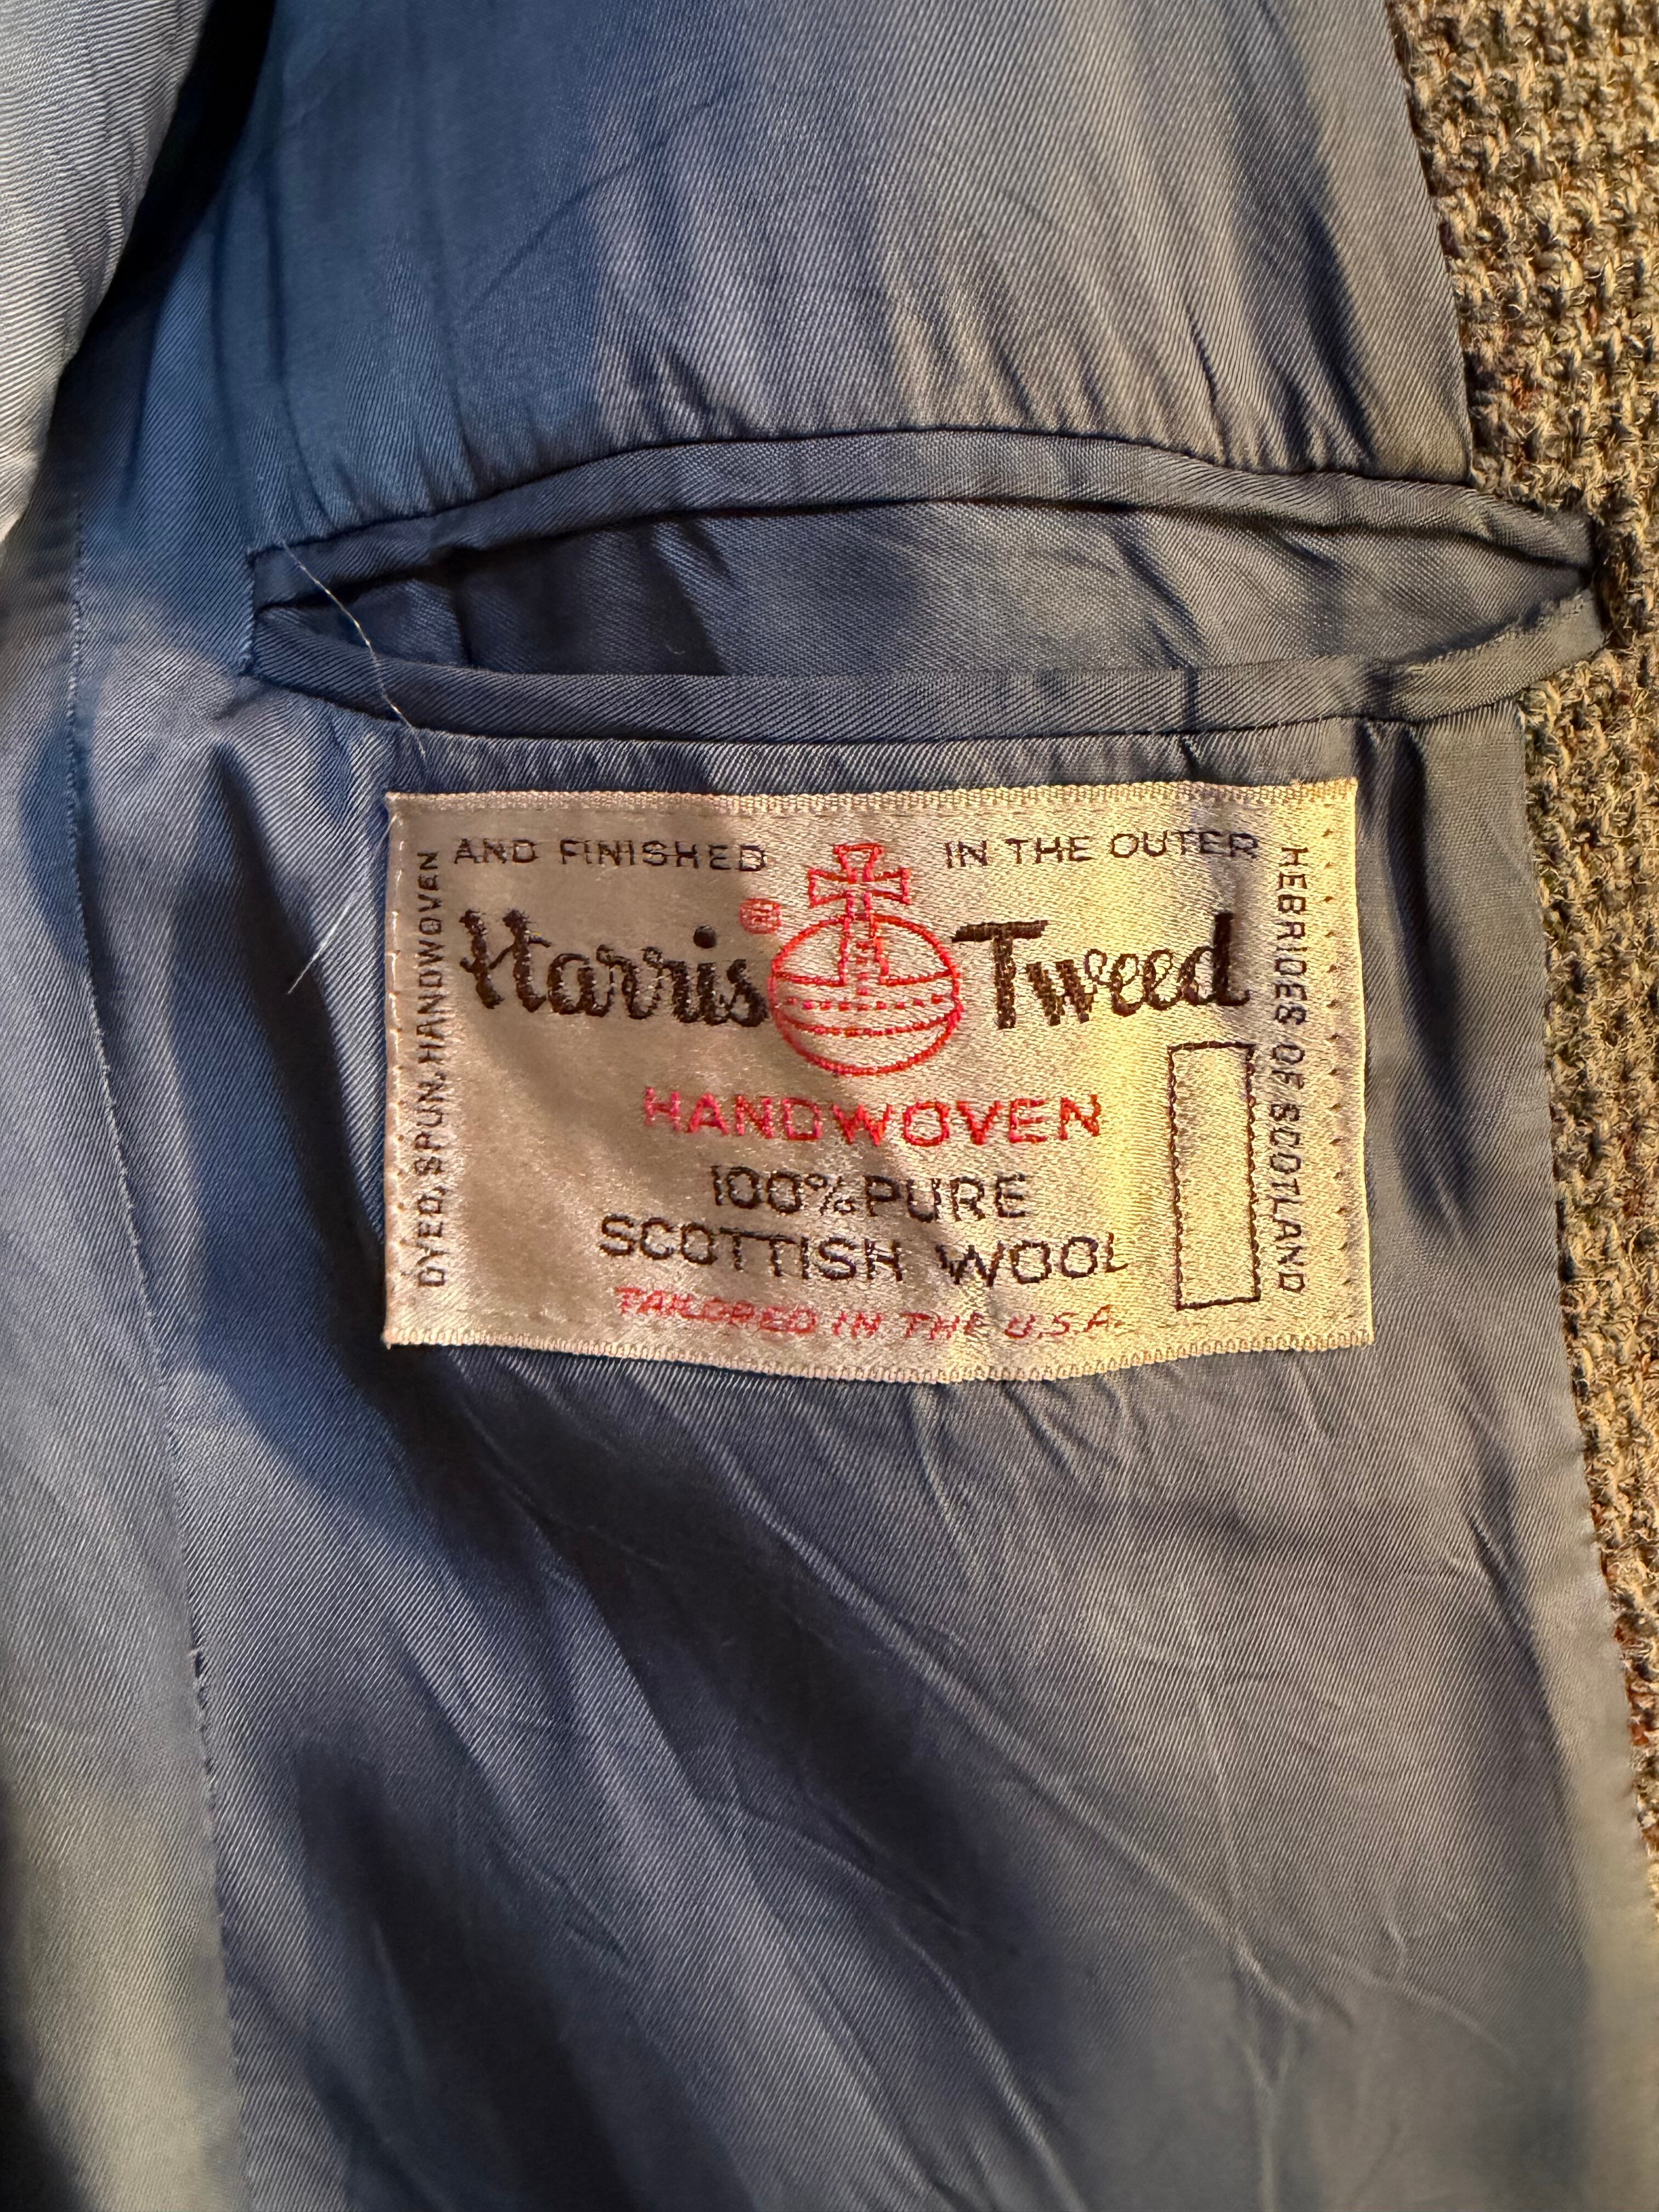 DYED, SPUN, HANDWOVEN
AND FINISHED IN THE OUTER
HEBRIDES OF SCOTLAND
Harris® Tweed
HANDWOVEN
100% PURE
SCOTTISH WOOL
TAILORED IN THE U.S.A.